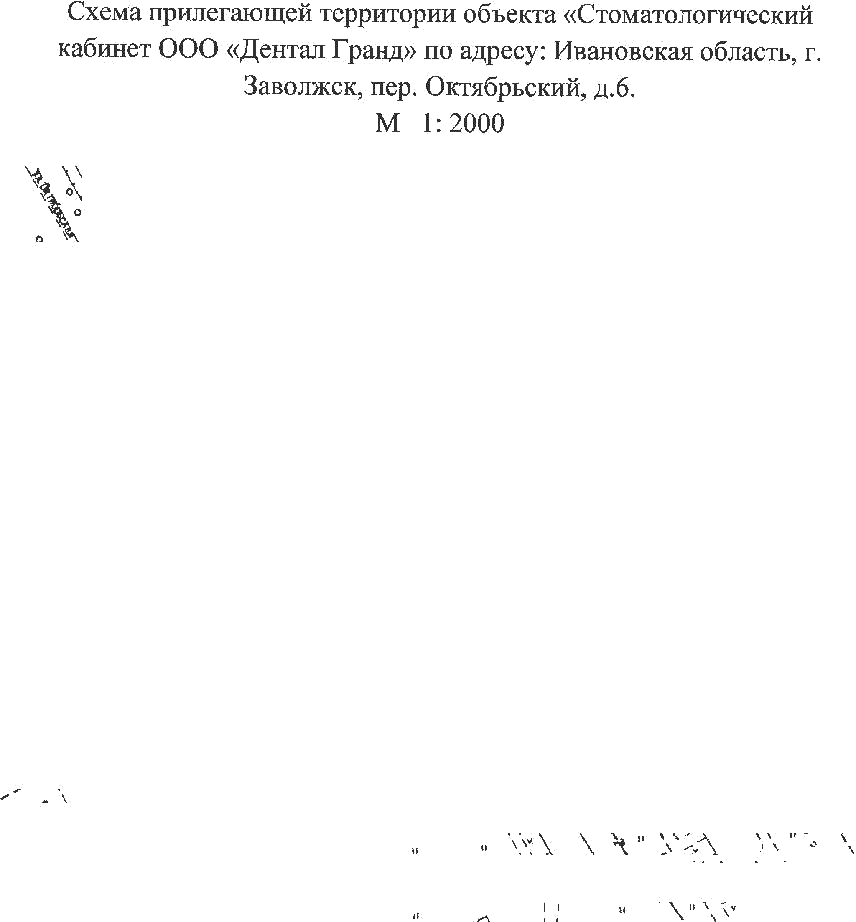 Схема прилегающей территории объекта «Стоматологический
кабинет ООО «Дентал Гранд» по адресу: Ивановская область, г.
Заволжск, пер. Октябрьский, д.6.
М 1: 2000